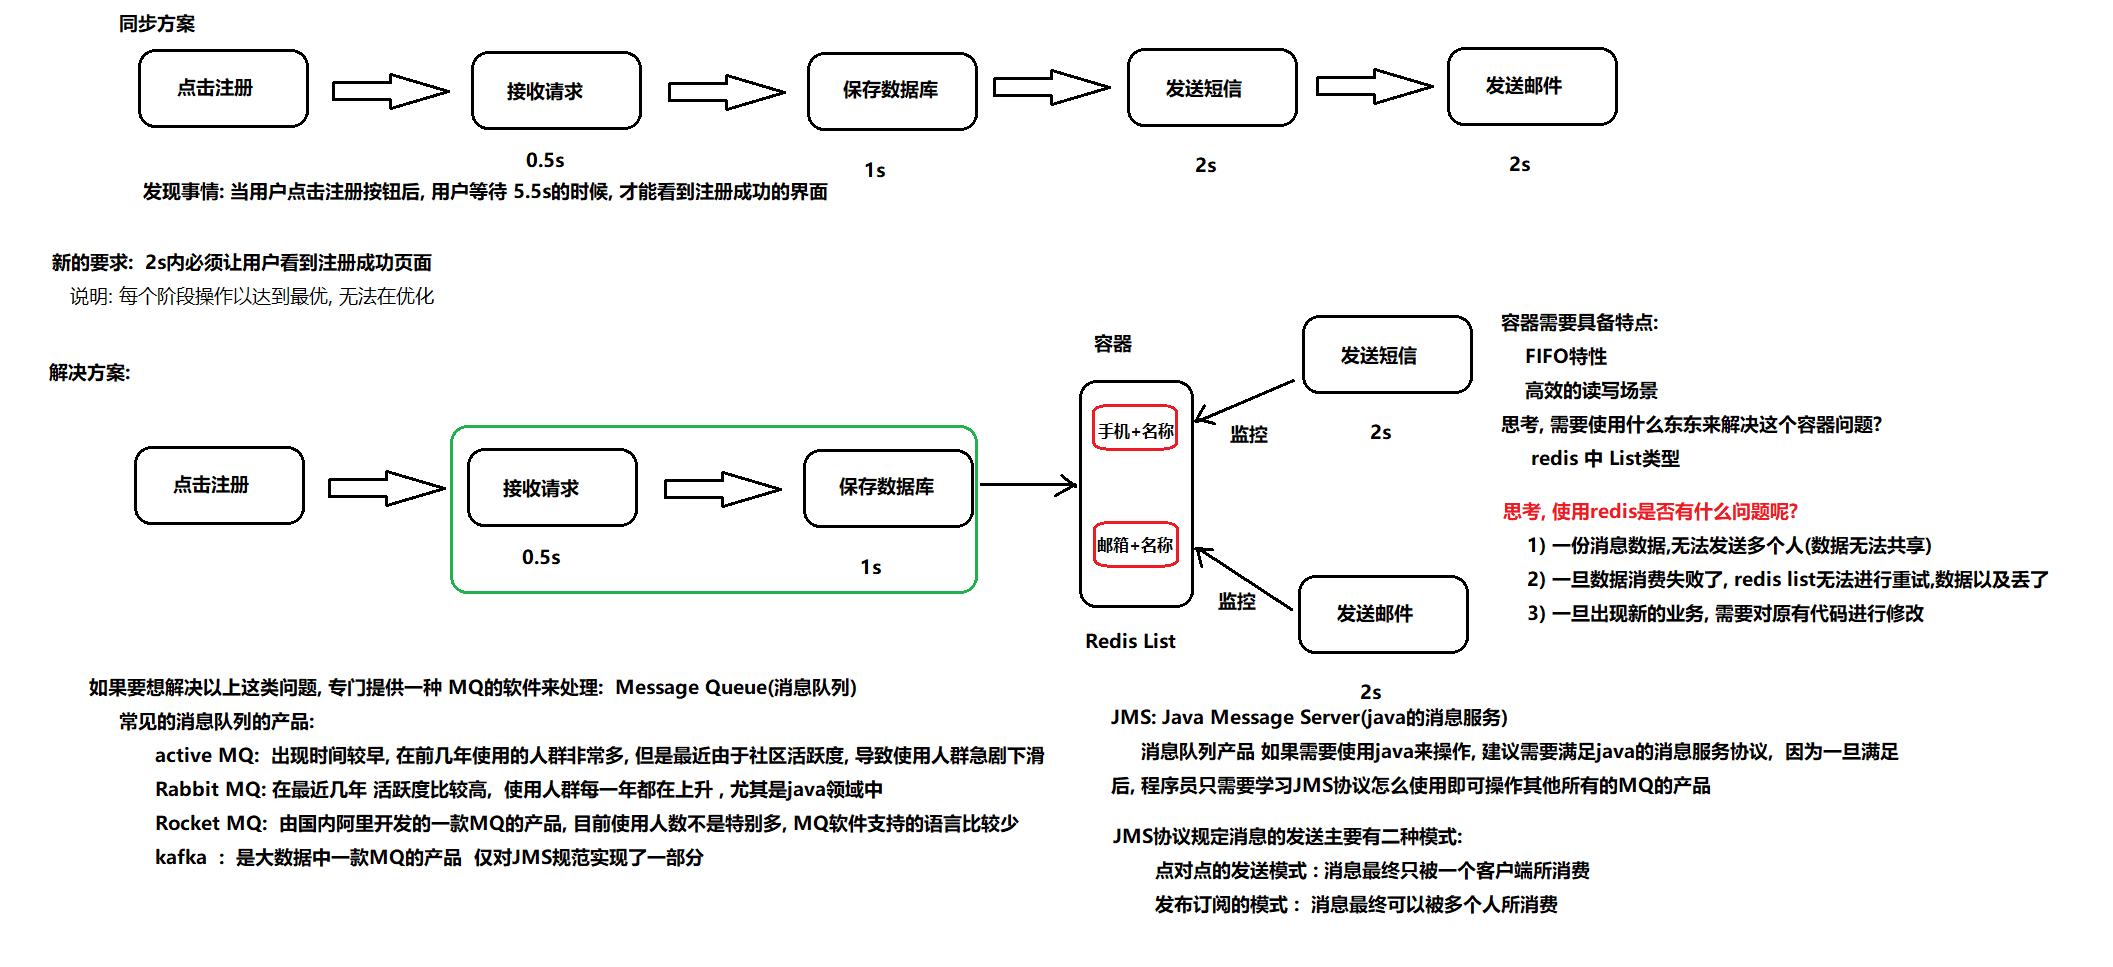 同步方案
点击注册
接收请求
保存数据库
发送短信
发送邮件
0.5s
1s
2s
2s
发现事情: 当用户点击注册按钮后, 用户等待 5.5s的时候, 才能看到注册成功的界面
新的要求: 2s内必须让用户看到注册成功页面
说明: 每个阶段操作以达到最优, 无法在优化
解决方案:
点击注册
接收请求
保存数据库
0.5s
1s
容器
手机+名称
邮箱+名称
Redis List
监控
监控
发送短信
2s
发送邮件
2s
容器需要具备特点:
FIFO特性
高效的读写场景
思考, 需要使用什么东东来解决这个容器问题?
redis 中 List类型
思考, 使用redis是否有什么问题呢?
1) 一份消息数据,无法发送多个人(数据无法共享)
2) 一旦数据消费失败了, redis list无法进行重试,数据以及丢了
3) 一旦出现新的业务, 需要对原有代码进行修改
如果要想解决以上这类问题, 专门提供一种 MQ的软件来处理: Message Queue(消息队列)
常见的消息队列的产品:
active MQ: 出现时间较早, 在前几年使用的人群非常多, 但是最近由于社区活跃度, 导致使用人群急剧下滑
Rabbit MQ: 在最近几年 活跃度比较高, 使用人群每一年都在上升 , 尤其是java领域中
Rocket MQ: 由国内阿里开发的一款MQ的产品, 目前使用人数不是特别多, MQ软件支持的语言比较少
kafka : 是大数据中一款MQ的产品 仅对JMS规范实现了一部分
JMS: Java Message Server(java的消息服务)
消息队列产品 如果需要使用java来操作, 建议需要满足java的消息服务协议, 因为一旦满足
后, 程序员只需要学习JMS协议怎么使用即可操作其他所有的MQ的产品
JMS协议规定消息的发送主要有二种模式:
点对点的发送模式 : 消息最终只被一个客户端所消费
发布订阅的模式 : 消息最终可以被多个人所消费